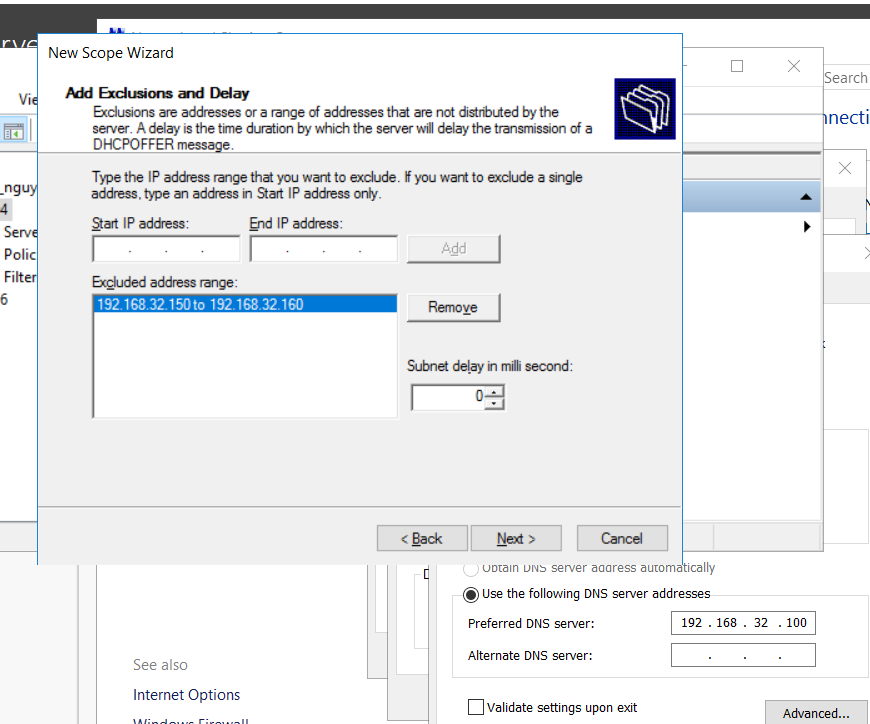 New Scope Wizard
Add Exclusions and Delay
Exclusions are addresses or a range of addresses that are not distributed by the
server. A delay is the time duration by which the server will delay the transmission of a
DHCPOFFER message.
Search
Type the IP address range that you want to exclude. If you want to exclude a single
address, type an address in Start IP address only.
Start IP address: End IP address:
. . . . . . Add
Excluded address range:
192.168.32.150 to 192.168.32.160
Remove
Subnet delay in milli second:
0
4
Serve
Polic
Filter
6
< Back Next > Cancel
Obtain DNS server address automatically
Use the following DNS server addresses
Preferred DNS server: 192 . 168 . 32 . 100
Alternate DNS server: . . .
See also
Internet Options
Windows Firewall
Validate settings upon exit
Advanced...